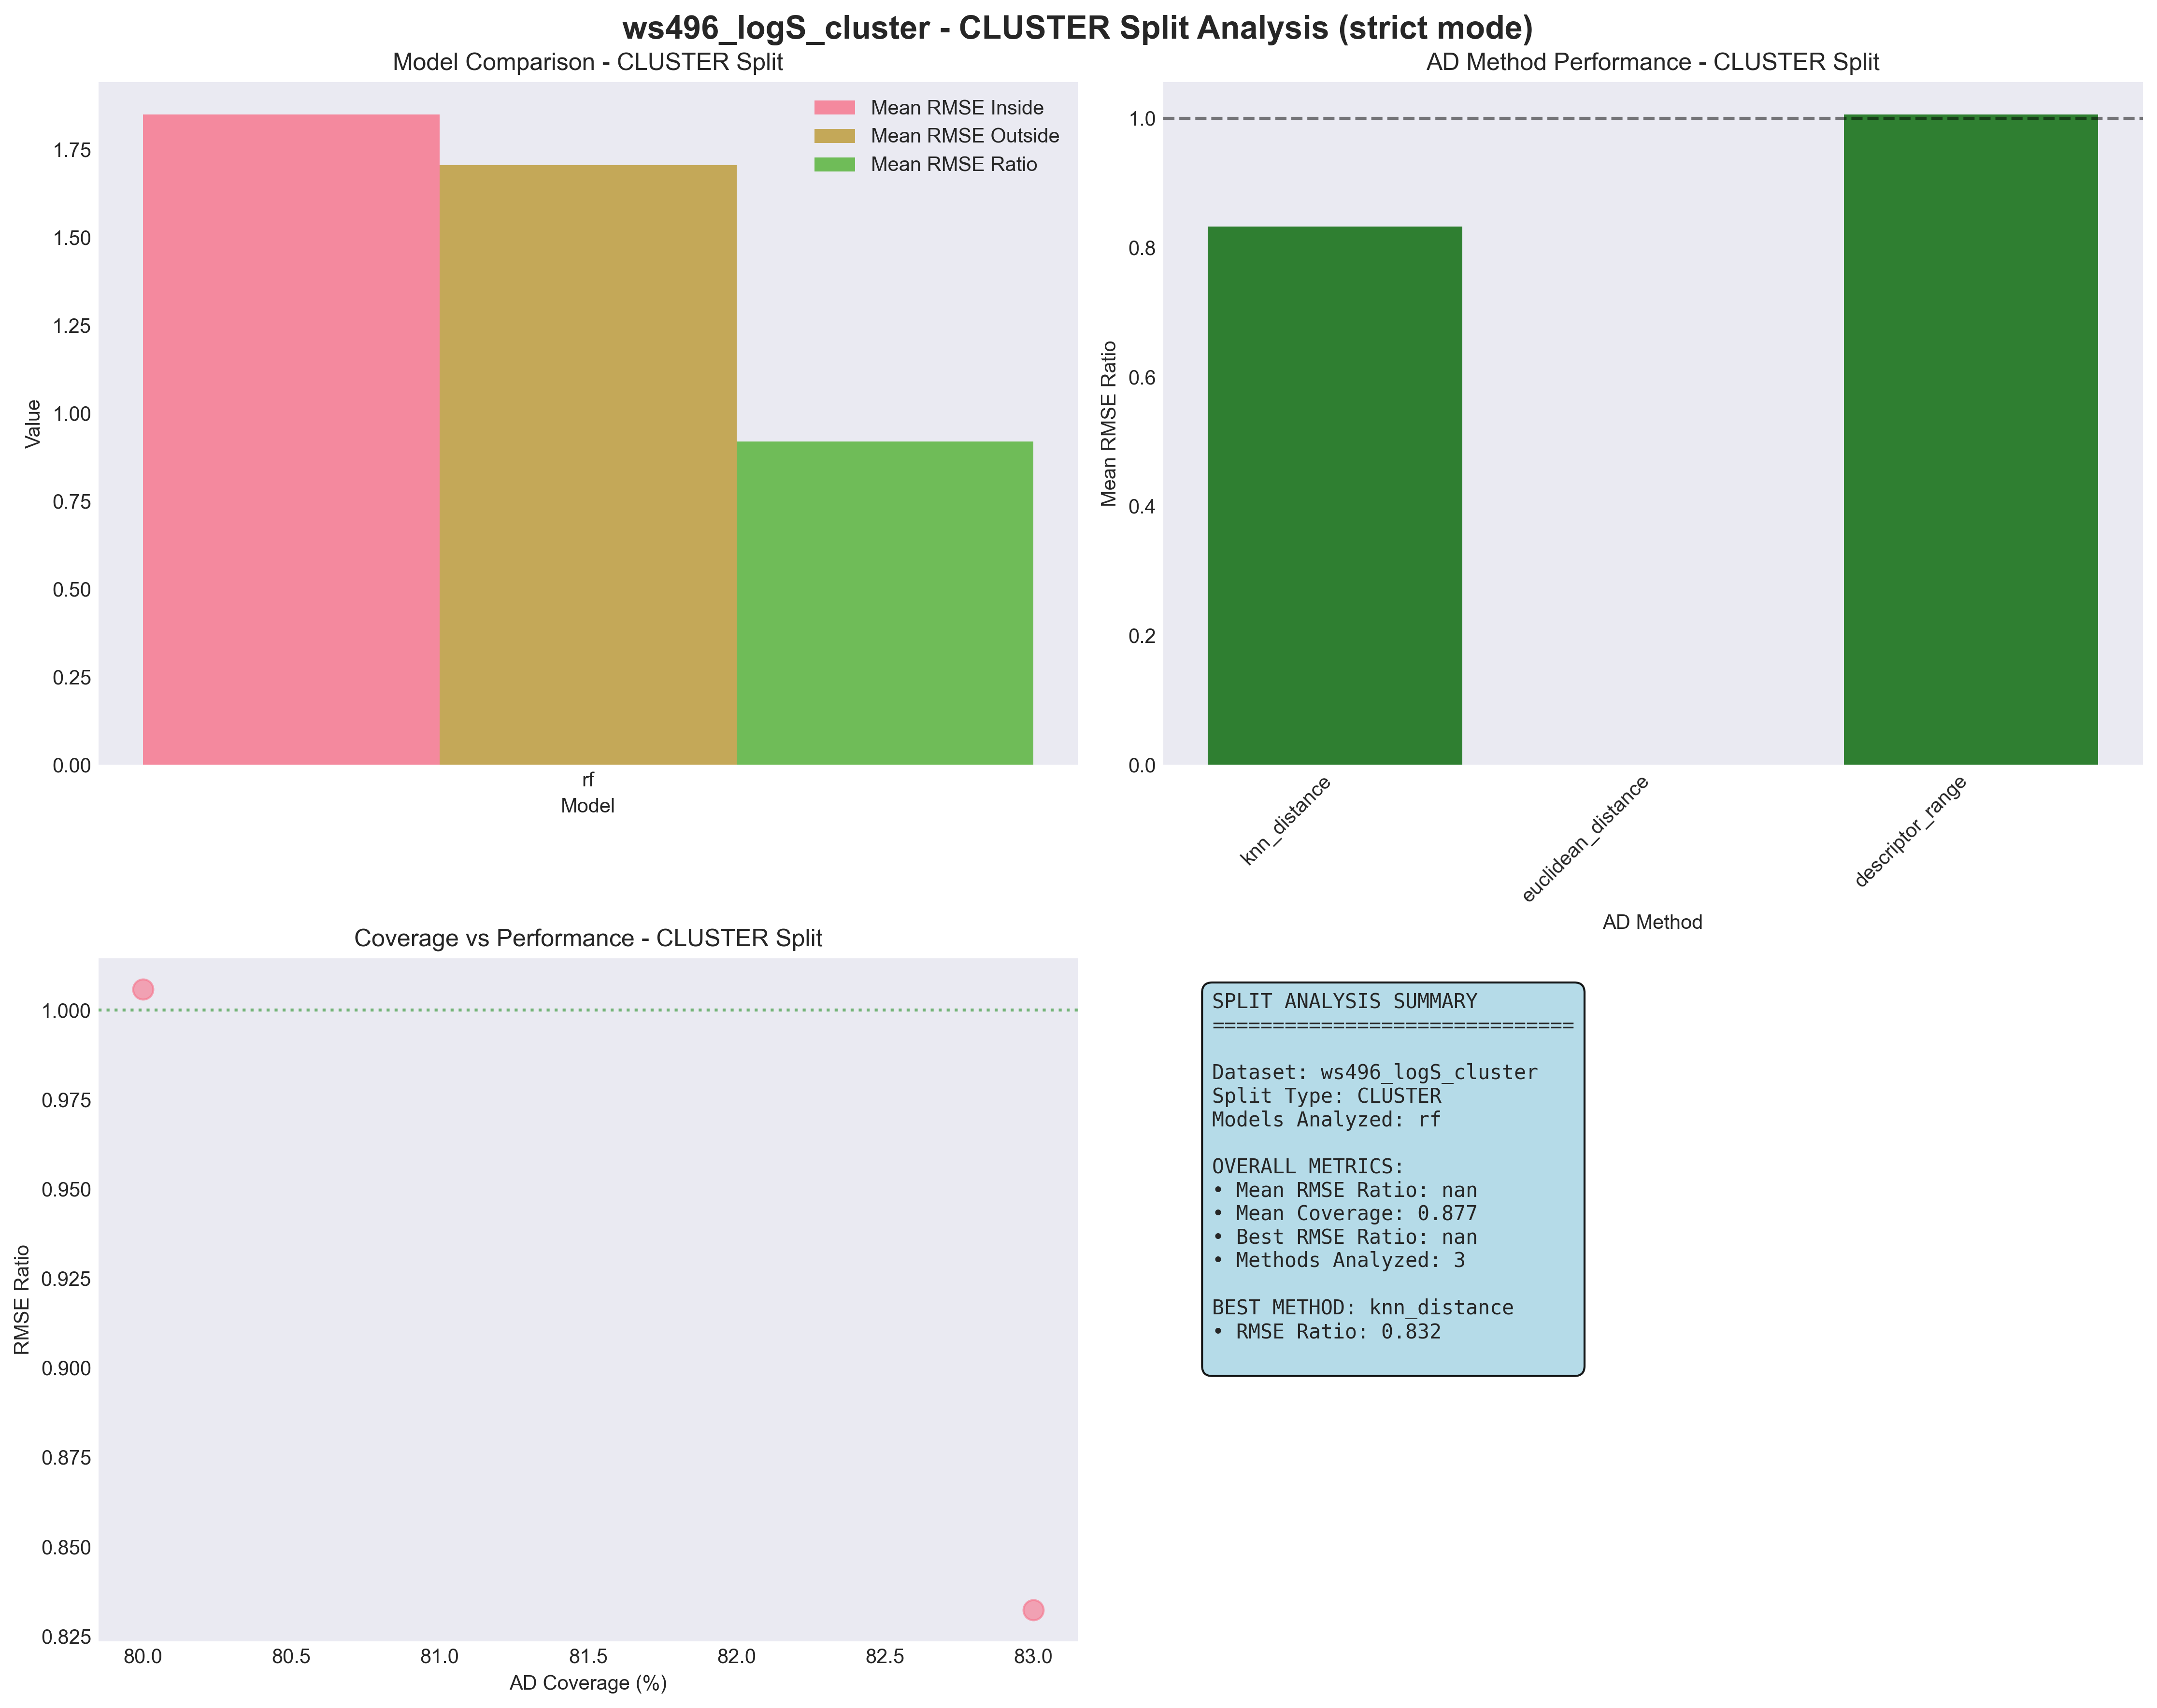 ws496_logS_cluster - CLUSTER Split Analysis (strict mode)
Model Comparison - CLUSTER Split
Mean RMSE Inside
Mean RMSE Outside
Mean RMSE Ratio
1.75
1.50
1.25
1.00
0.75
0.50
0.25
0.00
Value
rf
Model
AD Method Performance - CLUSTER Split
1.0
0.8
0.6
0.4
0.2
0.0
Mean RMSE Ratio
knn_distance
euclidean_distance
descriptor_range
AD Method
Coverage vs Performance - CLUSTER Split
1.000
0.975
0.950
0.925
0.900
0.875
0.850
0.825
RMSE Ratio
80.0 80.5 81.0 81.5 82.0 82.5 83.0
AD Coverage (%)
SPLIT ANALYSIS SUMMARY
==============================
Dataset: ws496_logS_cluster
Split Type: CLUSTER
Models Analyzed: rf
OVERALL METRICS:
• Mean RMSE Ratio: nan
• Mean Coverage: 0.877
• Best RMSE Ratio: nan
• Methods Analyzed: 3
BEST METHOD: knn_distance
• RMSE Ratio: 0.832